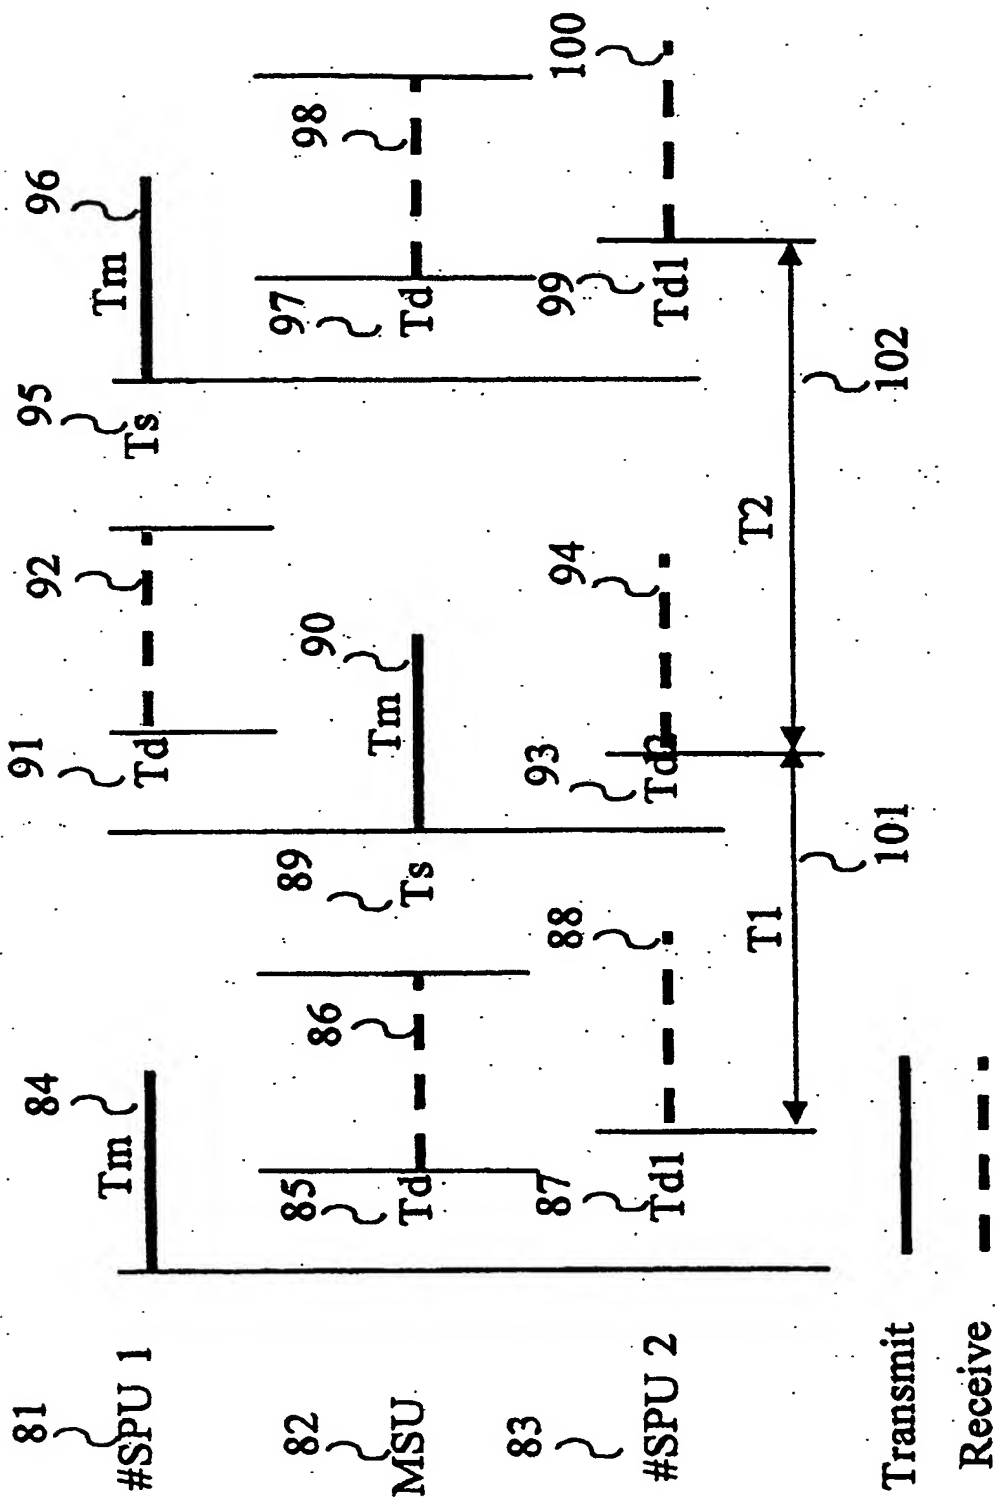 81
#SPU 1
84
Tm
91
Td
92
95
Ts
96
Tm
82
MSU
85
Td
86
89
Ts
90
Tm
97
Td
98
83
#SPU 2
87
Td1
88
93
Td2
94
99
Td1
100
T1
101
T2
102
Transmit
Receive